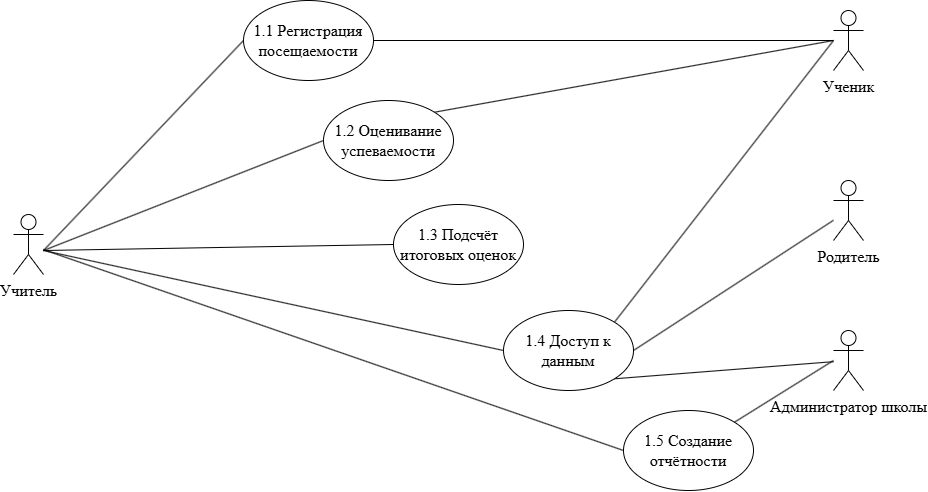 1.1 Регистрация
посещаемости
Ученик
1.2 Оценивание
успеваемости
Родитель
1.3 Подсчёт
итоговых оценок
Учитель
1.4 Доступ к
данным
Администратор школы
1.5 Создание
отчётности